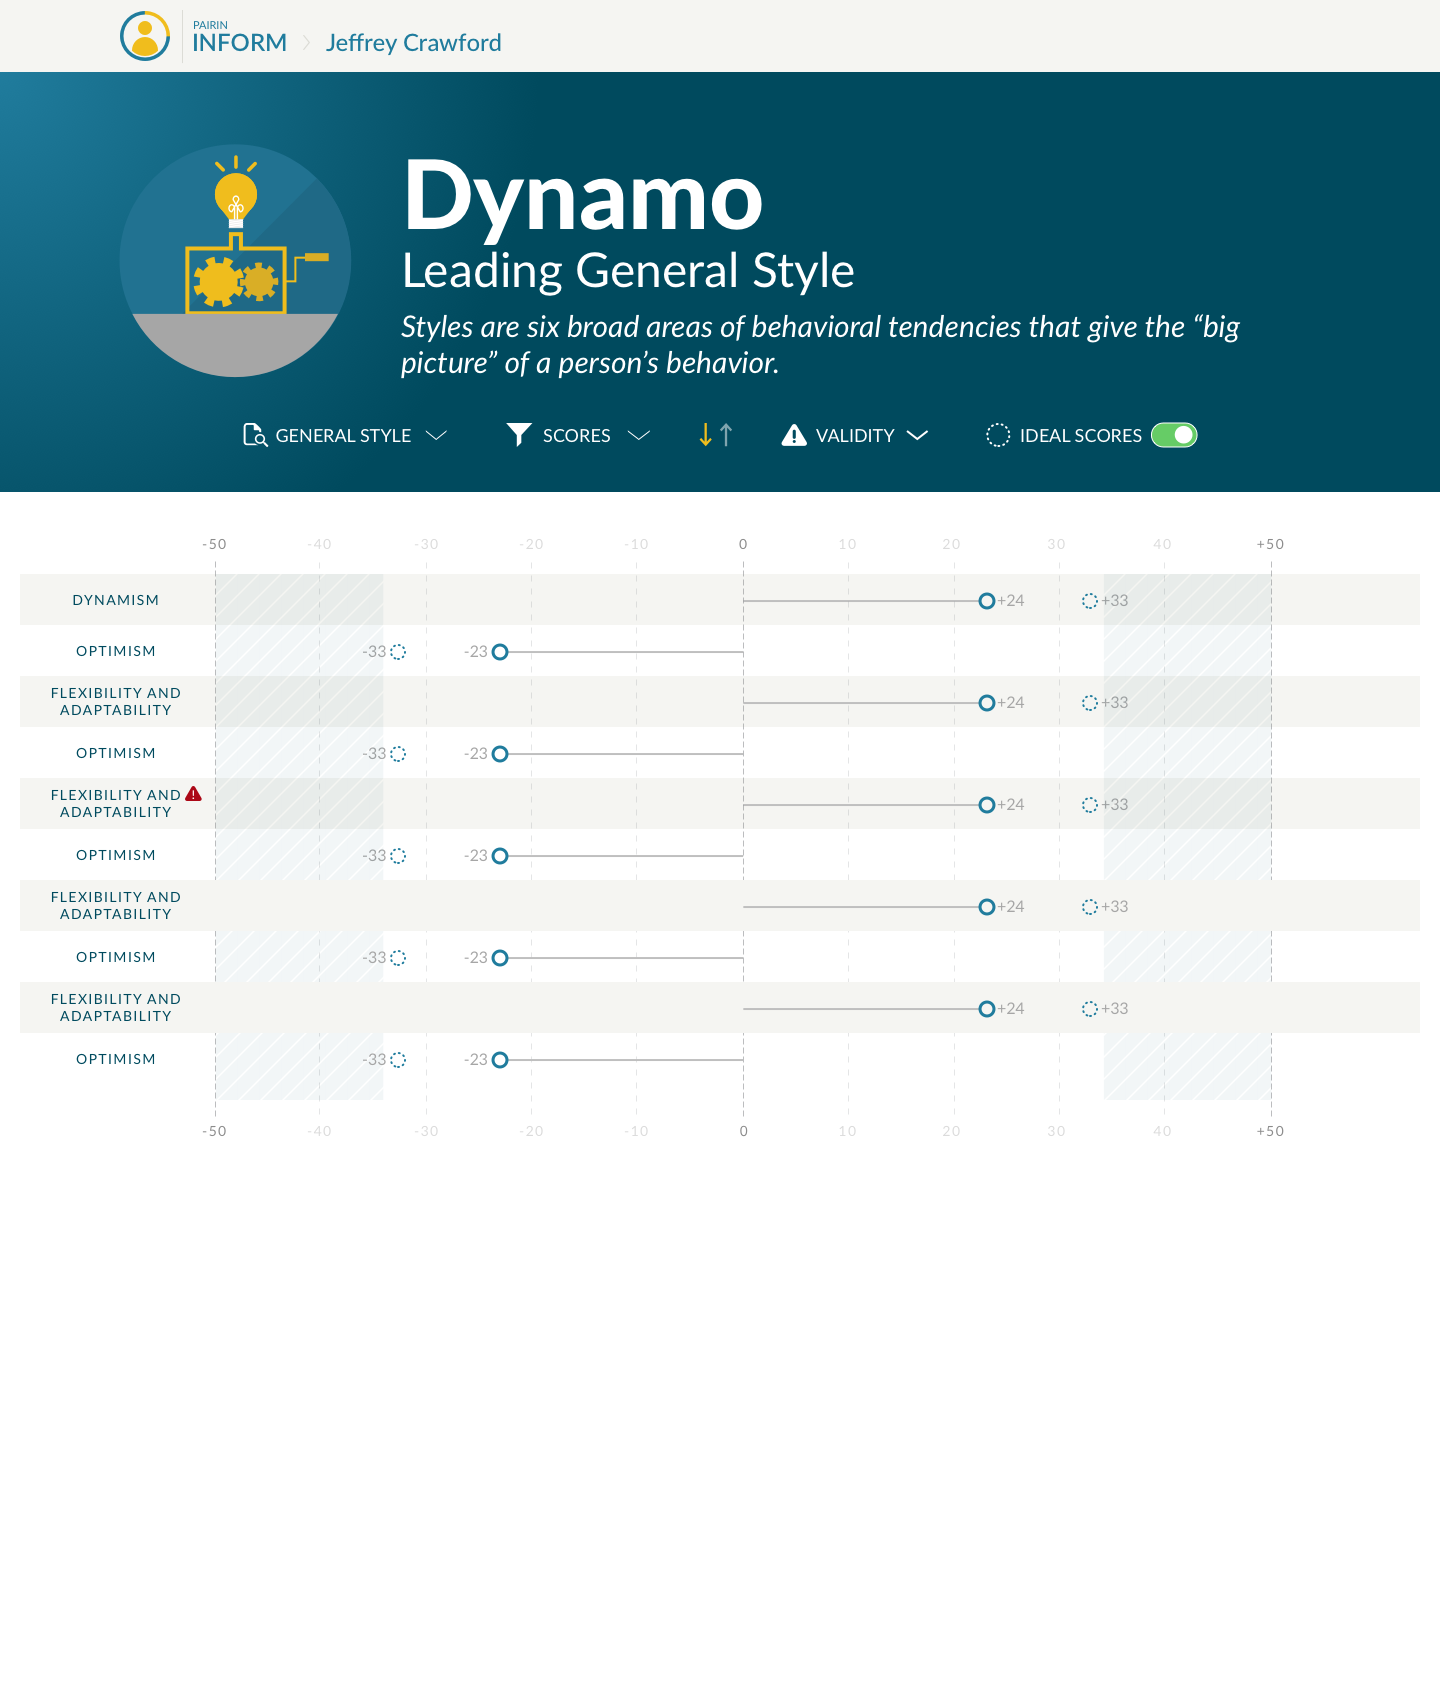 PAIRIN
INFORM
Jeffrey Crawford
Dynamo
Leading General Style
Styles are six broad areas of behavioral tendencies that give the “big
picture” of a person’s behavior.
GENERAL STYLE SCORES VALIDITY IDEAL SCORES
-50 -40 -30 -20 -10 0 10 20 30 40 +50
DYNAMISM +24 +33
OPTIMISM -33 -23
FLEXIBILITY AND
ADAPTABILITY +24 +33
OPTIMISM -33 -23
FLEXIBILITY AND
ADAPTABILITY +24 +33
OPTIMISM -33 -23
FLEXIBILITY AND
ADAPTABILITY +24 +33
OPTIMISM -33 -23
FLEXIBILITY AND
ADAPTABILITY +24 +33
OPTIMISM -33 -23
-50 -40 -30 -20 -10 0 10 20 30 40 +50